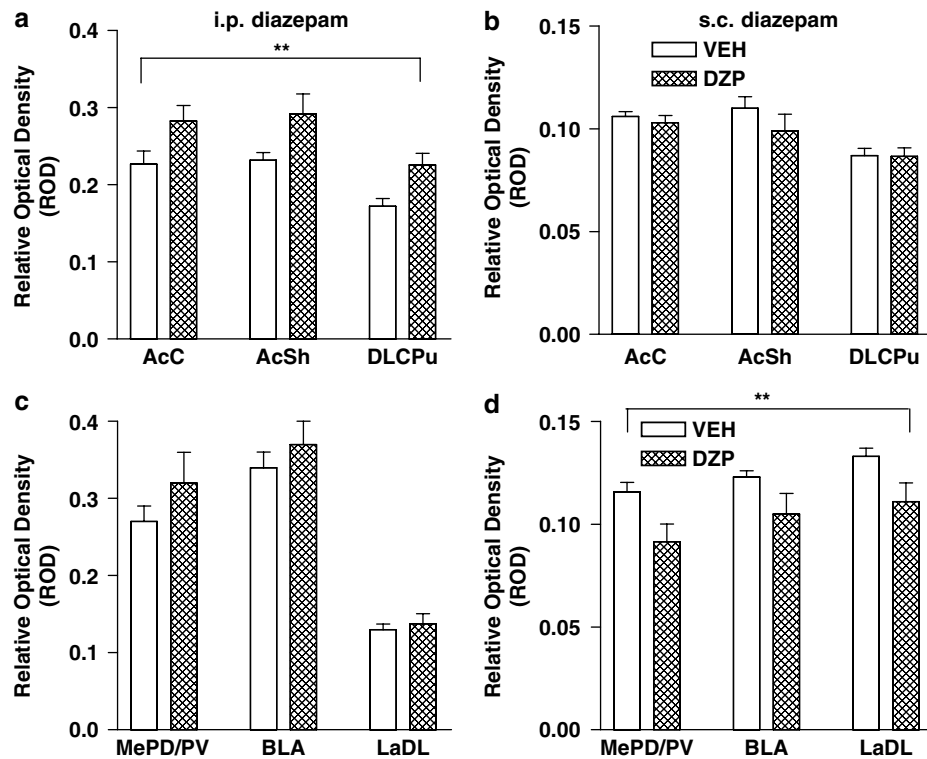 a
i.p. diazepam
**
Relative Optical Density
(ROD)
0.4
0.3
0.2
0.1
0.0
AcC AcSh DLCPu
b
s.c. diazepam
VEH
DZP
Relative Optical Density
(ROD)
0.15
0.10
0.05
0.00
AcC AcSh DLCPu
c
Relative Optical Density
(ROD)
0.4
0.3
0.2
0.1
0.0
MePD/PV BLA LaDL
d
**
VEH
DZP
Relative Optical Density
(ROD)
0.15
0.10
0.05
0.00
MePD/PV BLA LaDL